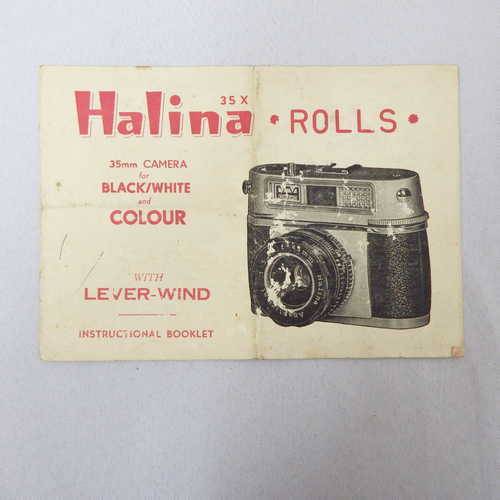 35 X
Halina • ROLLS •
35mm CAMERA
for
BLACK/WHITE
and
COLOUR
WITH
LEVER-WIND
INSTRUCTIONAL BOOKLET